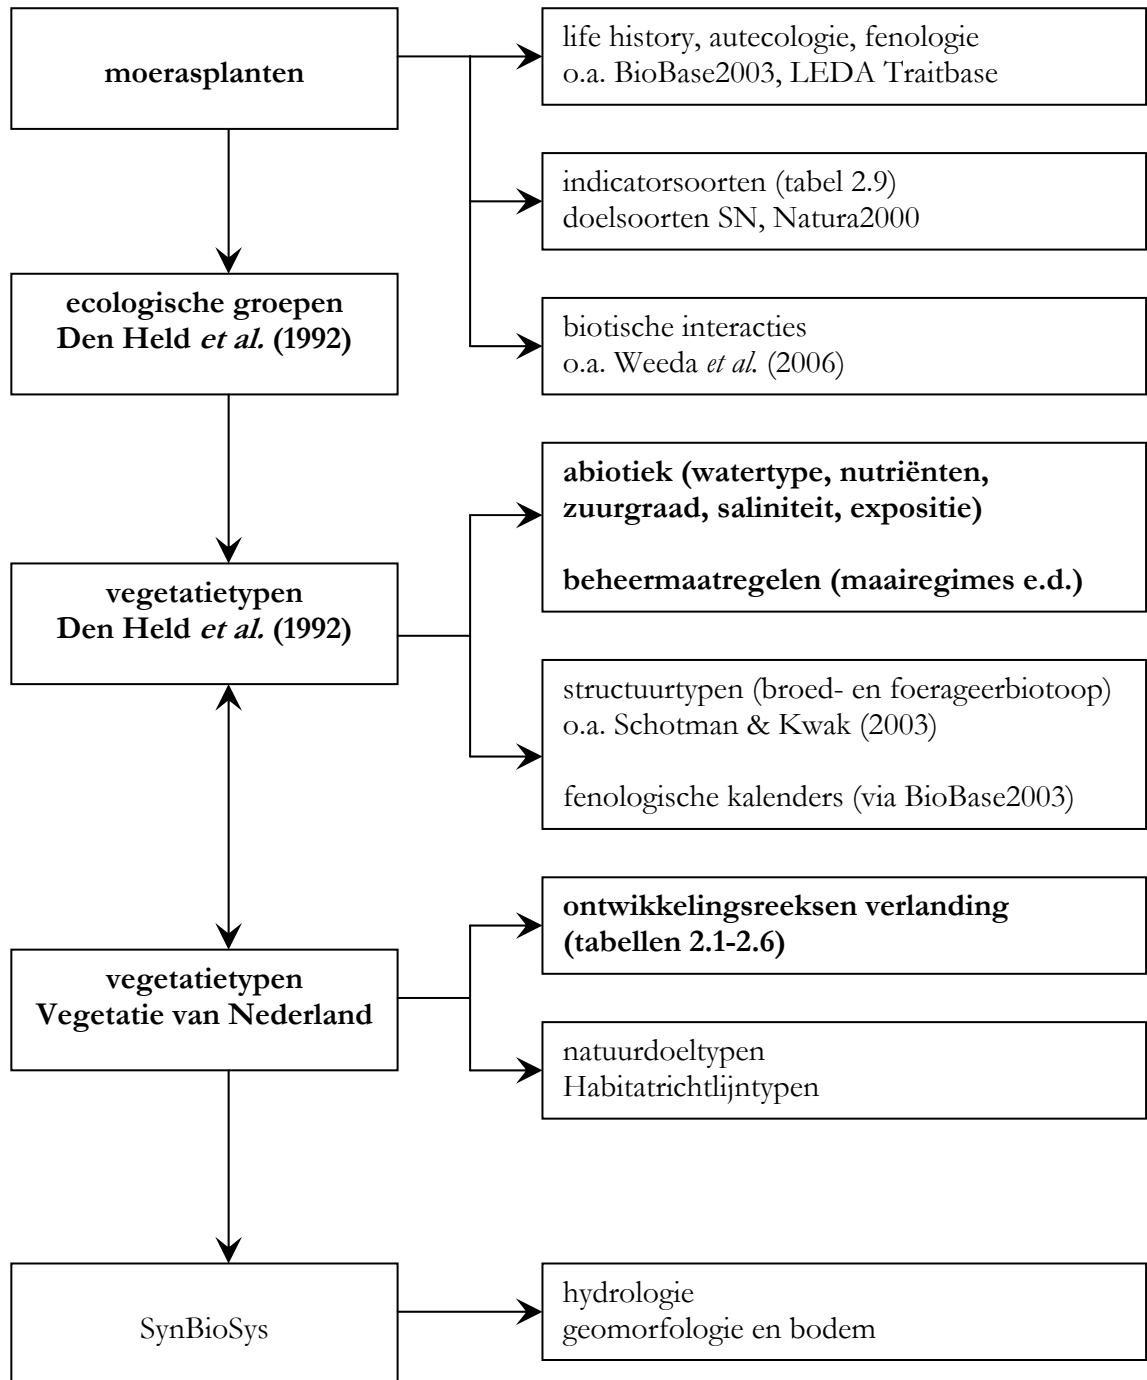 moerasplanten
life history, autecologie, fenologie
o.a. BioBase2003, LEDA Traitbase
indicatorsoorten (tabel 2.9)
doelsoorten SN, Natura2000
ecologische groepen
Den Held et al. (1992)
biotische interacties
o.a. Weeda et al. (2006)
abiotiek (watertype, nutriënten,
zuurgraad, saliniteit, expositie)
beheermaatregelen (maairegimes e.d.)
vegetatietypen
Den Held et al. (1992)
structuurtypen (broed- en foerageerbiotoop)
o.a. Schotman & Kwak (2003)
fenologische kalenders (via BioBase2003)
ontwikkelingsreeksen verlanding
(tabellen 2.1-2.6)
vegetatietypen
Vegetatie van Nederland
natuurdoeltypen
Habitatrichtlijntypen
SynBioSys
hydrologie
geomorfologie en bodem